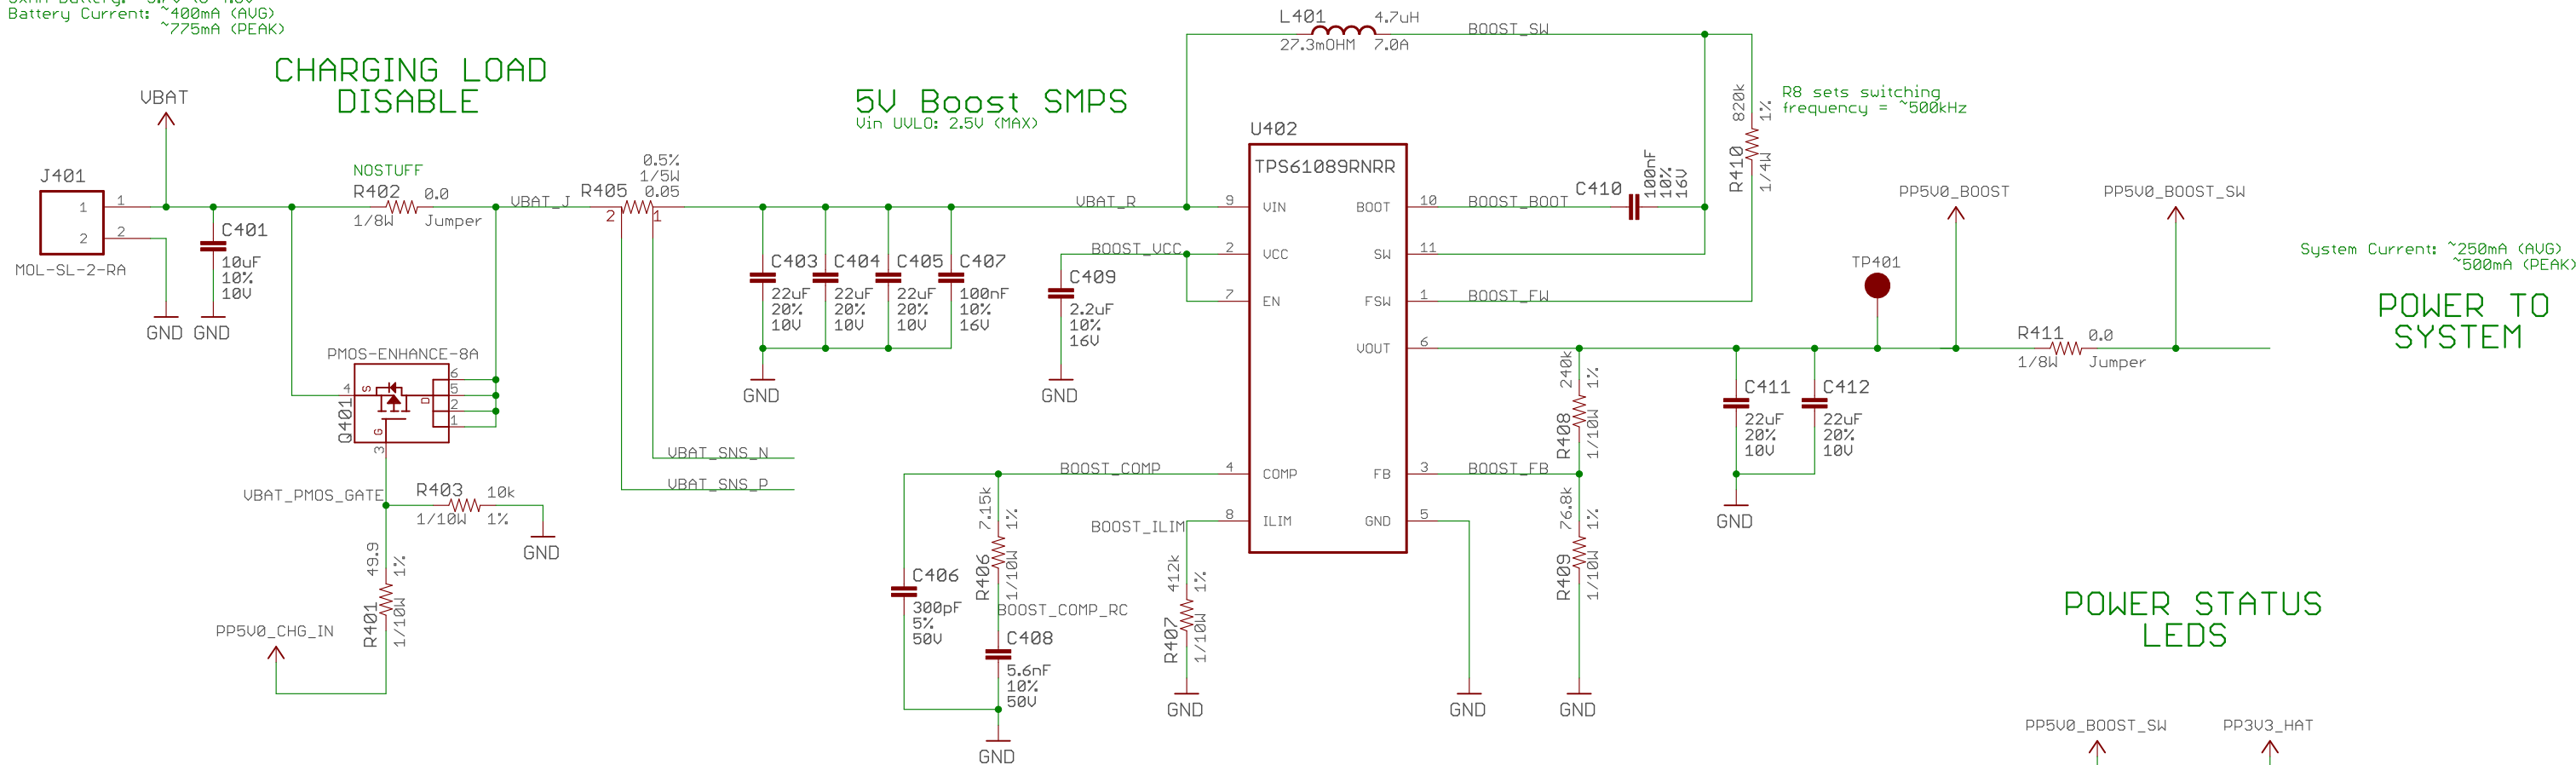 Battery Current: ~400mA (AVG)
~775mA (PEAK)
CHARGING LOAD
DISABLE
VBAT
J401
1
2
1
2
MOL-SL-2-RA
GND
GND
C401
10uF
10%
10V
NOSTUFF
R402
0.0
1/8W
Jumper
VBAT_J
PMOS-ENHANCE-8A
Q401
4
S
D
G
3
6
5
2
1
VBAT_PMOS_GATE
R403
10k
1/10W
1%
GND
R401
49.9
1%
1/10W
PP5V0_CHG_IN
5V Boost SMPS
Vin UVLO: 2.5V (MAX)
R405
0.5%
1/5W
0.05
2
1
VBAT_SNS_N
VBAT_SNS_P
VBAT_R
C403
22uF
20%
10V
C404
22uF
20%
10V
C405
22uF
20%
10V
C407
100nF
10%
16V
GND
BOOST_VCC
C409
2.2uF
10%
16V
GND
L401
4.7uH
27.3mOHM
7.0A
BOOST_SW
U402
TPS61089RNRR
9
VIN
2
VCC
7
EN
4
COMP
8
ILIM
BOOT
10
SW
11
FSW
1
VOUT
6
FB
3
GND
5
BOOST_COMP
C406
300pF
5%
50V
R406
7.15k
1%
1/10W
BOOST_COMP_RC
C408
5.6nF
10%
50V
GND
BOOST_ILIM
R407
412k
1%
1/10W
GND
BOOST_BOOT
C410
100nF
10%
16V
R410
820k
1%
1/4W
R8 sets switching
frequency = ~500kHz
BOOST_FW
BOOST_FB
R408
240k
1%
1/10W
R409
76.8k
1%
1/10W
GND
GND
C411
22uF
20%
10V
C412
22uF
20%
10V
GND
TP401
PP5V0_BOOST
R411
0.0
1/8W
Jumper
PP5V0_BOOST_SW
System Current: ~250mA (AVG)
~500mA (PEAK)
POWER TO
SYSTEM
POWER STATUS
LEDS
PP5V0_BOOST_SW
PP3V3_HAT